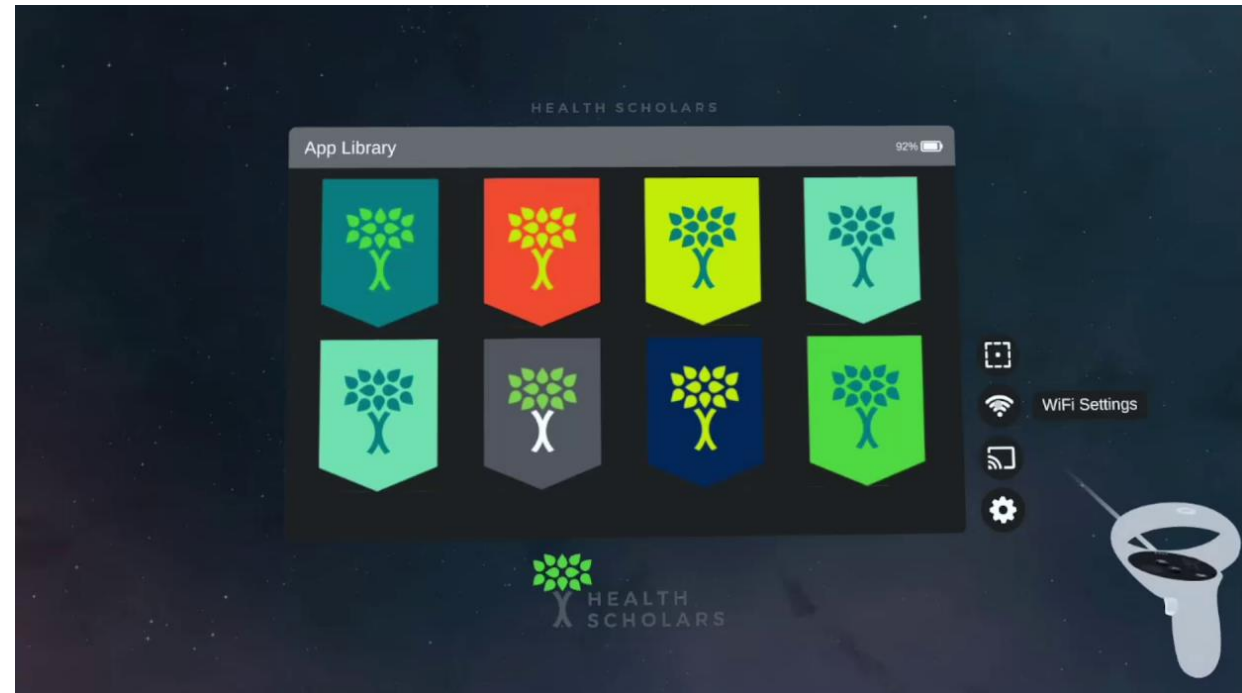 HEALTH SCHOLARS
App Library
92%
WiFi Settings
HEALTH
SCHOLARS